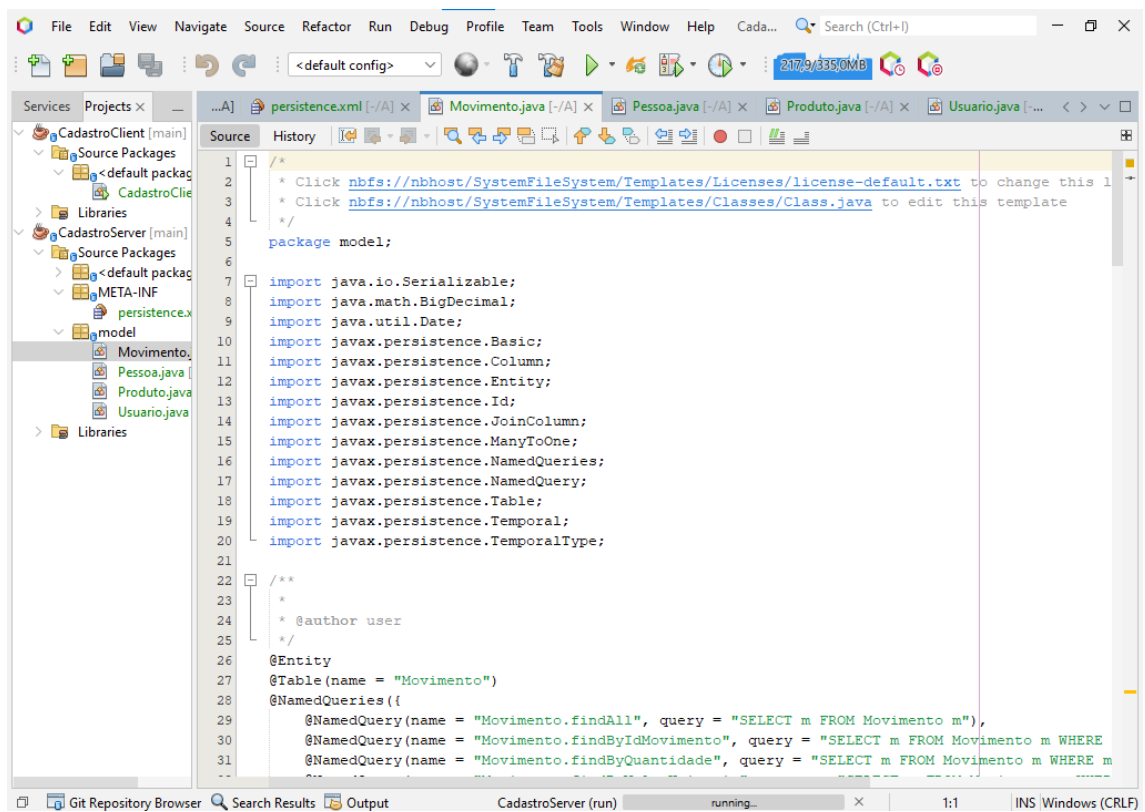 File Edit View Navigate Source Refactor Run Debug Profile Team Tools Window Help Cada... Search (Ctrl+I)
<default config> 217,9/335,0MB
Services Projects ...A] persistence.xml [-/A] Movimento.java [-/A] Pessoa.java [-/A] Produto.java [-/A] Usuario.java [-...
CadastroClient [main]
Source Packages
<default packag
CadastroClie
Libraries
CadastroServer [main]
Source Packages
<default packag
META-INF
persistence.x
model
Movimento.
Pessoa.java [
Produto.java
Usuario.java
Libraries
Source History
1 /*
2 * Click nbfs://nbhost/SystemFileSystem/Templates/Licenses/license-default.txt to change this l
3 * Click nbfs://nbhost/SystemFileSystem/Templates/Classes/Class.java to edit this template
4 */
5 package model;
6
7 import java.io.Serializable;
8 import java.math.BigDecimal;
9 import java.util.Date;
10 import javax.persistence.Basic;
11 import javax.persistence.Column;
12 import javax.persistence.Entity;
13 import javax.persistence.Id;
14 import javax.persistence.JoinColumn;
15 import javax.persistence.ManyToOne;
16 import javax.persistence.NamedQueries;
17 import javax.persistence.NamedQuery;
18 import javax.persistence.Table;
19 import javax.persistence.Temporal;
20 import javax.persistence.TemporalType;
21
22 /**
23 *
24 * @author user
25 */
26 @Entity
27 @Table(name = "Movimento")
28 @NamedQueries({
29 @NamedQuery(name = "Movimento.findAll", query = "SELECT m FROM Movimento m"),
30 @NamedQuery(name = "Movimento.findByIdMovimento", query = "SELECT m FROM Movimento m WHERE
31 @NamedQuery(name = "Movimento.findByQuantidade", query = "SELECT m FROM Movimento m WHERE m
Git Repository Browser Search Results Output CadastroServer (run) running... 1:1 INS Windows (CRLF)